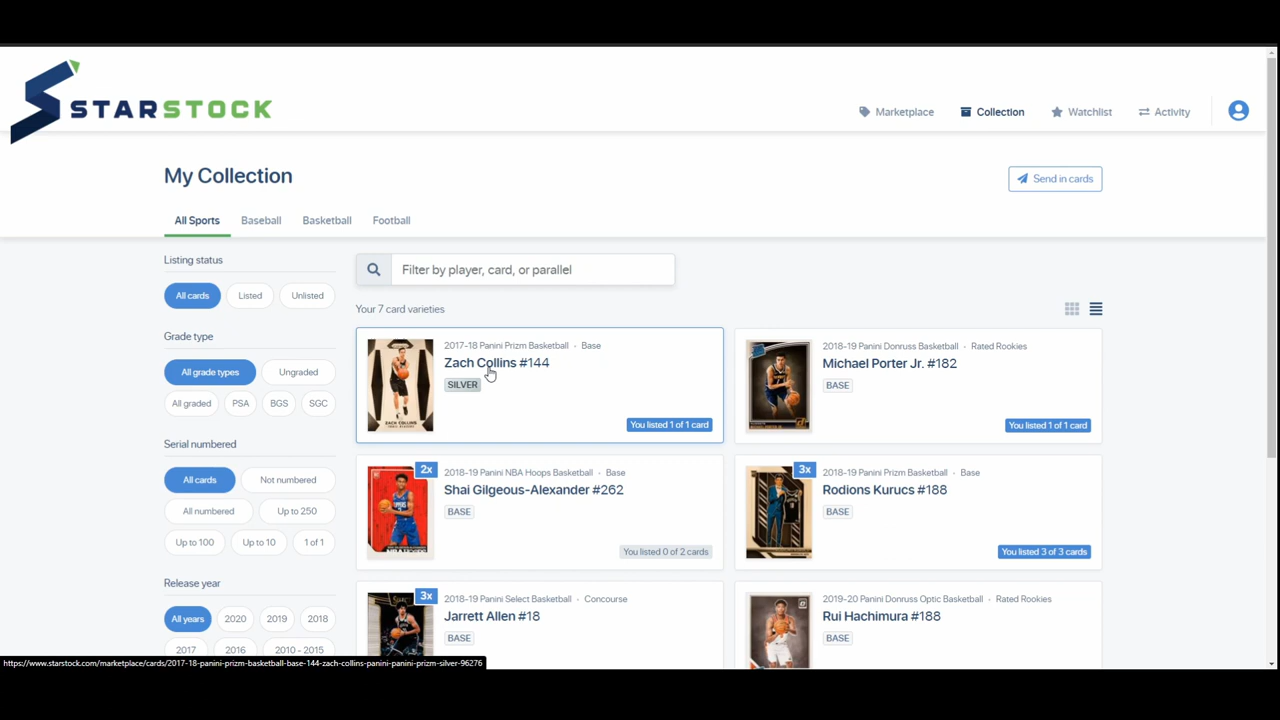 STARSTOCK
Marketplace
Collection
Watchlist
Activity
My Collection
Send in cards
All Sports
Baseball
Basketball
Football
Listing status
All cards
Listed
Unlisted
Grade type
All grade types
Ungraded
All graded
PSA
BGS
SGC
Serial numbered
All cards
Not numbered
All numbered
Up to 250
Up to 100
Up to 10
1 of 1
Release year
All years
2020
2019
2018
2017
2016
2010 - 2015
Filter by player, card, or parallel
Your 7 card varieties
2017-18 Panini Prizm Basketball · Base
Zach Collins #144
SILVER
ZACH COLLINS
You listed 1 of 1 card
2018-19 Panini Donruss Basketball · Rated Rookies
Michael Porter Jr. #182
BASE
You listed 1 of 1 card
2x
2018-19 Panini NBA Hoops Basketball · Base
Shai Gilgeous-Alexander #262
BASE
You listed 0 of 2 cards
3x
2018-19 Panini Prizm Basketball · Base
Rodions Kurucs #188
BASE
You listed 3 of 3 cards
3x
2018-19 Panini Select Basketball · Concourse
Jarrett Allen #18
BASE
2019-20 Panini Donruss Optic Basketball · Rated Rookies
Rui Hachimura #188
BASE
https://www.starstock.com/marketplace/cards/2017-18-panini-prizm-basketball-base-144-zach-collins-panini-panini-prizm-silver-96276